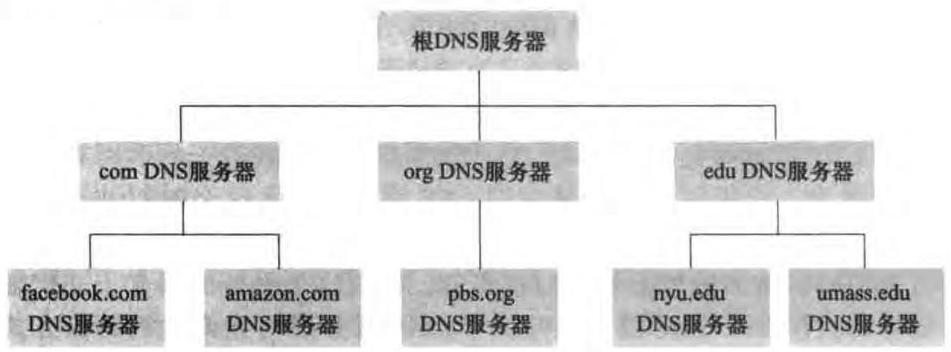 根DNS服务器
com DNS服务器
org DNS服务器
edu DNS服务器
facebook.com
DNS服务器
amazon.com
DNS服务器
pbs.org
DNS服务器
nyu.edu
DNS服务器
umass.edu
DNS服务器